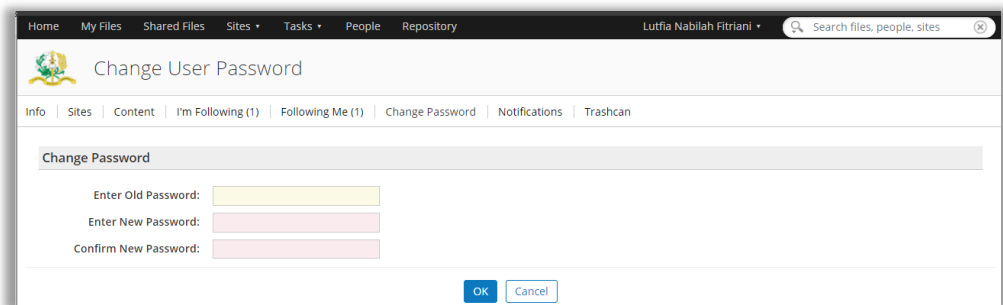 Home My Files Shared Files Sites Tasks People Repository Lutfia Nabilah Fitriani Search files, people, sites
Change User Password
Info Sites Content I'm Following (1) Following Me (1) Change Password Notifications Trashcan
Change Password
Enter Old Password:
Enter New Password:
Confirm New Password:
OK Cancel